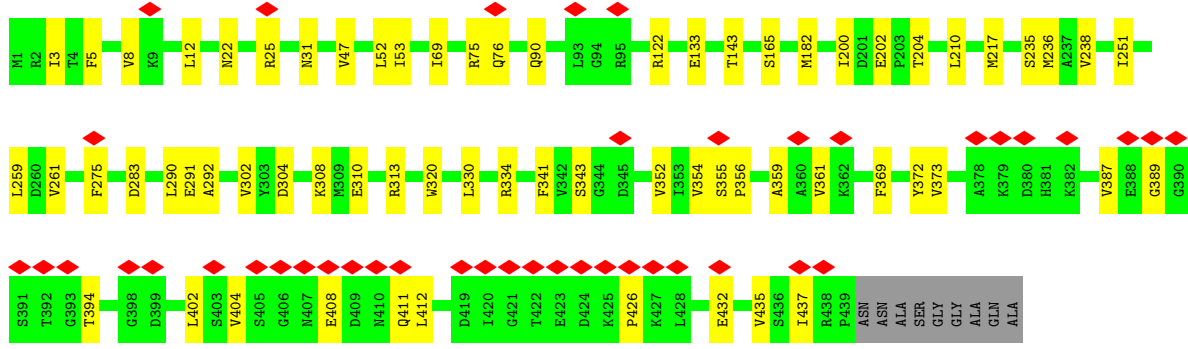 M1 R2 I3 T4 F5 V8 K9 L12 N22 R25 N31 V47 L52 I53 I69 R75 Q76 Q90 L93 G94 R95 R122 E133 T143 S165 M182 I200 D201 E202 P203 T204 L210 M217 S235 M236 A237 V238 I251
L259 D260 V261 F275 D283 L290 E291 A292 V302 Y303 D304 K308 M309 E310 R313 W320 L330 R334 F341 V342 S343 G344 D345 V352 I353 V354 S355 P356 A359 A360 V361 K362 F369 Y372 V373 A378 K379 D380 H381 K382 V387 E388 G389 G390
S391 T392 G393 T394 G398 D399 L402 S403 V404 S405 G406 N407 E408 D409 N410 Q411 L412 D419 I420 G421 T422 E423 D424 K425 P426 K427 L428 E432 V435 S436 I437 R438 P439 ASN ASN ALA SER GLY GLY ALA GLN ALA